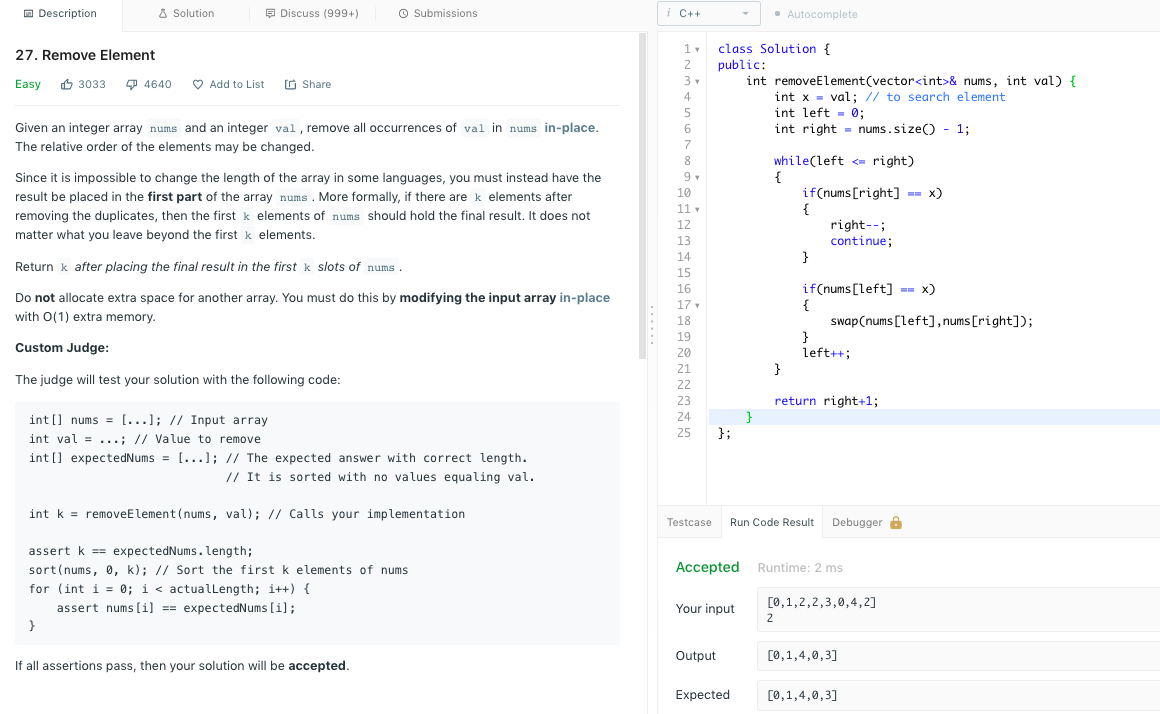 Description
Solution
Discuss (999+)
Submissions
27. Remove Element
Easy 3033 4640 Add to List Share
Given an integer array nums and an integer val, remove all occurrences of val in nums in-place.
The relative order of the elements may be changed.
Since it is impossible to change the length of the array in some languages, you must instead have the
result be placed in the first part of the array nums. More formally, if there are k elements after
removing the duplicates, then the first k elements of nums should hold the final result. It does not
matter what you leave beyond the first k elements.
Return k after placing the final result in the first k slots of nums.
Do not allocate extra space for another array. You must do this by modifying the input array in-place
with O(1) extra memory.
Custom Judge:
The judge will test your solution with the following code:
int[] nums = [...]; // Input array
int val = ...; // Value to remove
int[] expectedNums = [...]; // The expected answer with correct length.
// It is sorted with no values equaling val.
int k = removeElement(nums, val); // Calls your implementation
assert k == expectedNums.length;
sort(nums, 0, k); // Sort the first k elements of nums
for (int i = 0; i < actualLength; i++) {
assert nums[i] == expectedNums[i];
}
If all assertions pass, then your solution will be accepted.
i C++
Autocomplete
1 class Solution {
2 public:
3 int removeElement(vector<int>& nums, int val) {
4 int x = val; // to search element
5 int left = 0;
6 int right = nums.size() - 1;
7
8 while(left <= right)
9 {
10 if(nums[right] == x)
11 {
12 right--;
13 continue;
14 }
15
16 if(nums[left] == x)
17 {
18 swap(nums[left],nums[right]);
19 }
20 left++;
21 }
22
23 return right+1;
24 }
25 };
Testcase
Run Code Result
Debugger
Accepted Runtime: 2 ms
Your input
[0,1,2,2,3,0,4,2]
2
Output
[0,1,4,0,3]
Expected
[0,1,4,0,3]